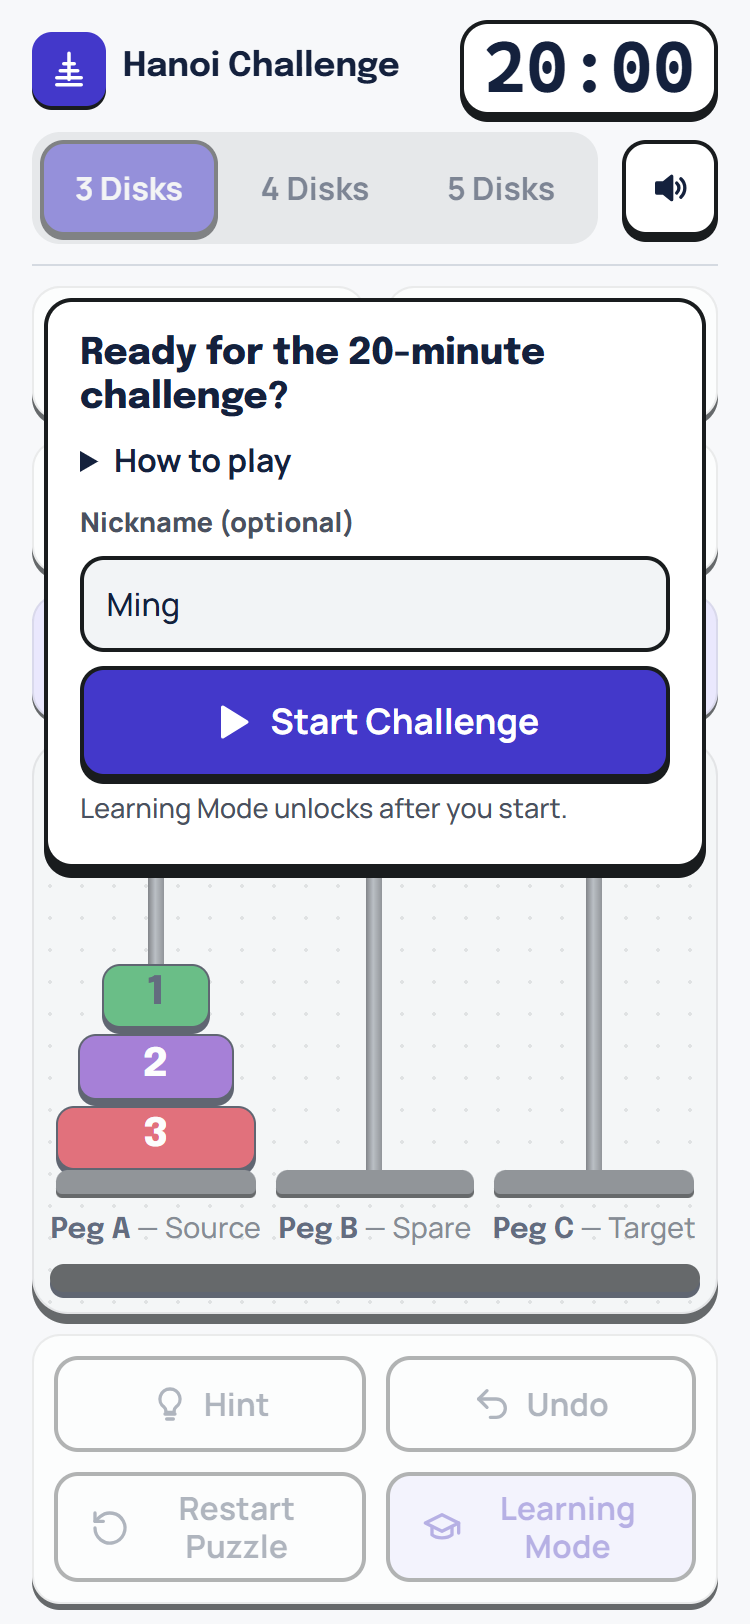 Hanoi Challenge
20:00
3 Disks
4 Disks
5 Disks
Ready for the 20-minute
challenge?
How to play
Nickname (optional)
Ming
Start Challenge
Learning Mode unlocks after you start.
1
2
3
Peg A — Source
Peg B — Spare
Peg C — Target
Hint
Undo
Restart
Puzzle
Learning
Mode